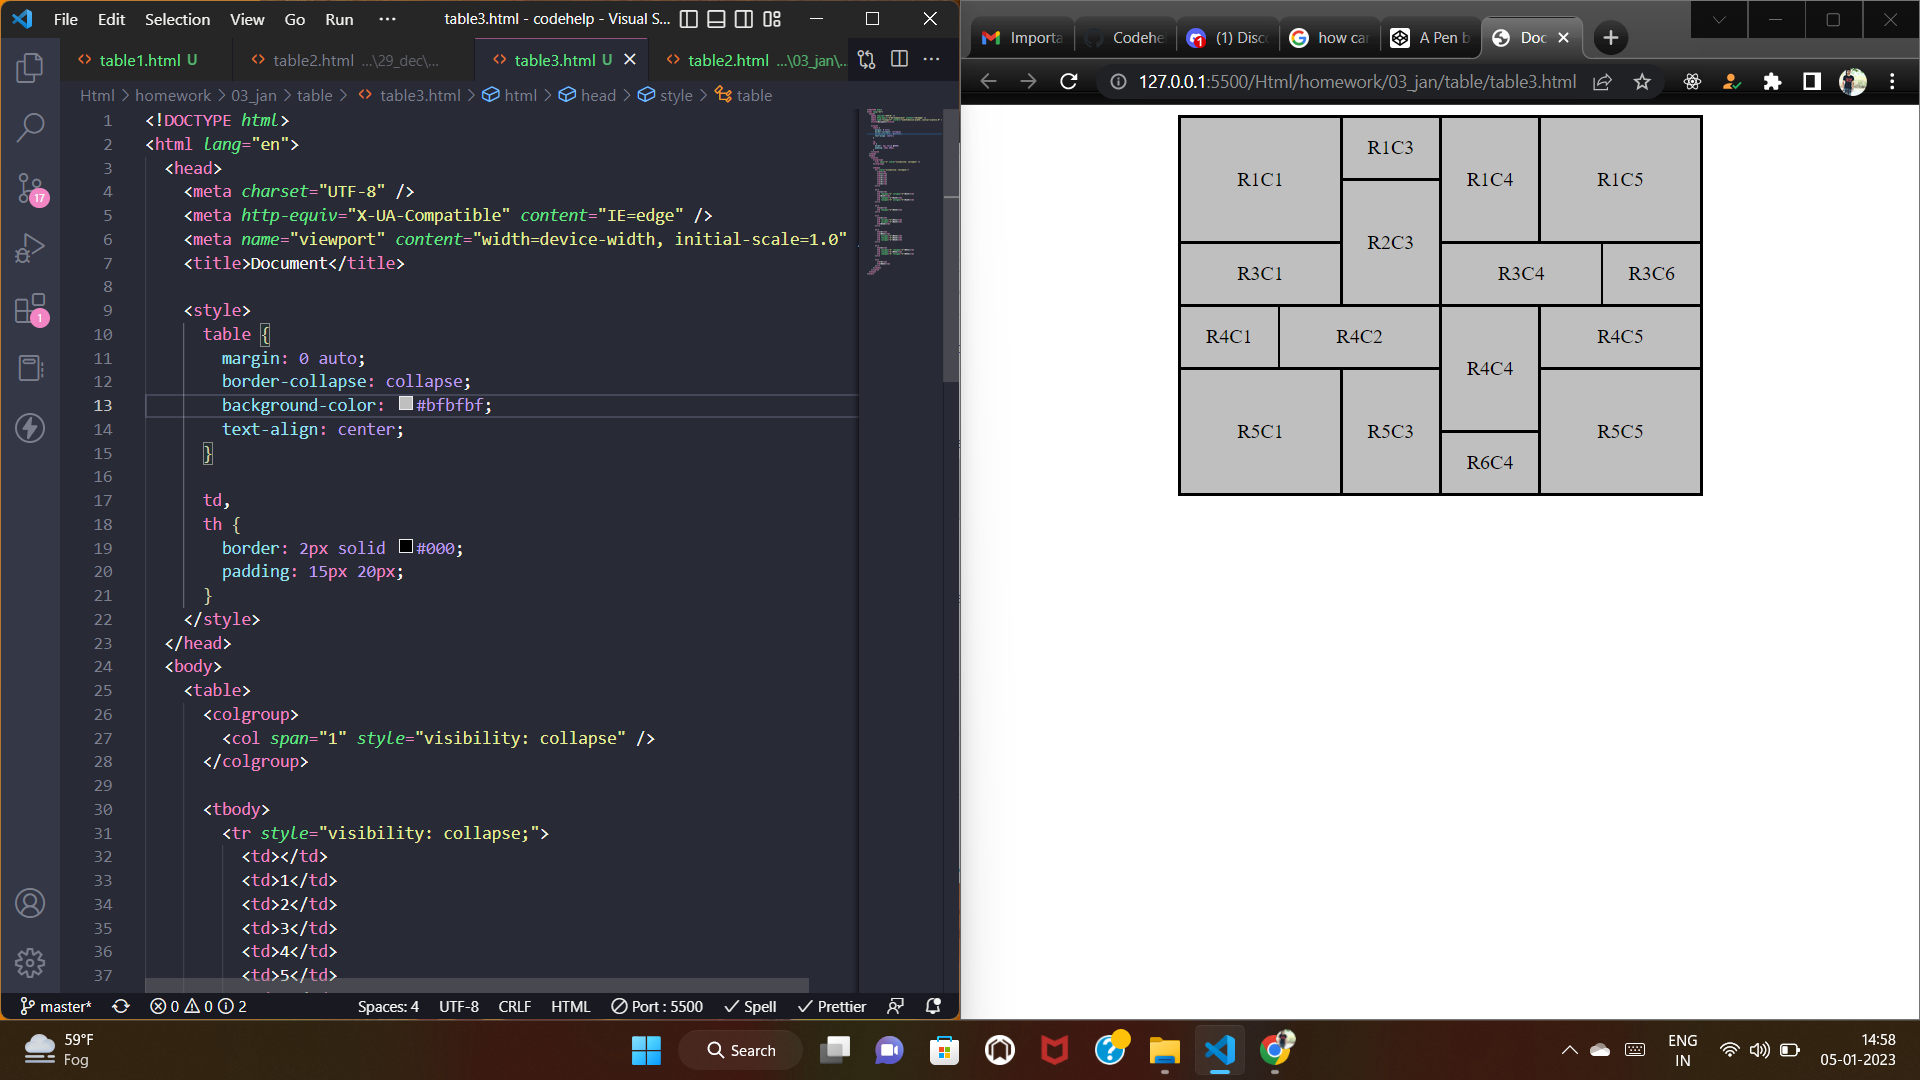 File Edit Selection View Go Run ··· table3.html - codehelp - Visual S...
table1.html U table2.html ...\29_dec\... table3.html U table2.html ...\03_jan\...
Html > homework > 03_jan > table > table3.html > html > head > style > table
1 <!DOCTYPE html>
2 <html lang="en">
3 <head>
4 <meta charset="UTF-8" />
5 <meta http-equiv="X-UA-Compatible" content="IE=edge" />
6 <meta name="viewport" content="width=device-width, initial-scale=1.0"
7 <title>Document</title>
8
9 <style>
10 table {
11 margin: 0 auto;
12 border-collapse: collapse;
13 background-color: #bfbfbf;
14 text-align: center;
15 }
16
17 td,
18 th {
19 border: 2px solid #000;
20 padding: 15px 20px;
21 }
22 </style>
23 </head>
24 <body>
25 <table>
26 <colgroup>
27 <col span="1" style="visibility: collapse" />
28 </colgroup>
29
30 <tbody>
31 <tr style="visibility: collapse;">
32 <td></td>
33 <td>1</td>
34 <td>2</td>
35 <td>3</td>
36 <td>4</td>
37 <td>5</td>
17
1
master* 0 0 2 Spaces: 4 UTF-8 CRLF HTML Port : 5500 Spell Prettier
Importa Codehe (1) Disc how car A Pen b Doc
127.0.0.1:5500/Html/homework/03_jan/table/table3.html
R1C1 R1C3 R1C4 R1C5
R2C3
R3C1 R3C4 R3C6
R4C1 R4C2 R4C4 R4C5
R5C1 R5C3 R5C5
R6C4
59°F
Fog
Search
ENG
IN
14:58
05-01-2023